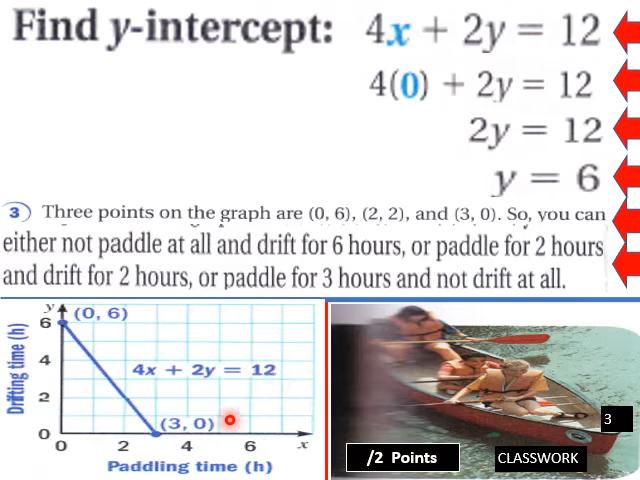 Find y-intercept: 4x + 2y = 12
4(0) + 2y = 12
2y = 12
y = 6
3 Three points on the graph are (0, 6), (2, 2), and (3, 0). So, you can
either not paddle at all and drift for 6 hours, or paddle for 2 hours
and drift for 2 hours, or paddle for 3 hours and not drift at all.
y
(0, 6)
6
4
2
0
Drifting time (h)
4x + 2y = 12
(3, 0)
0 2 4 6 x
Paddling time (h)
3
/2 Points
CLASSWORK